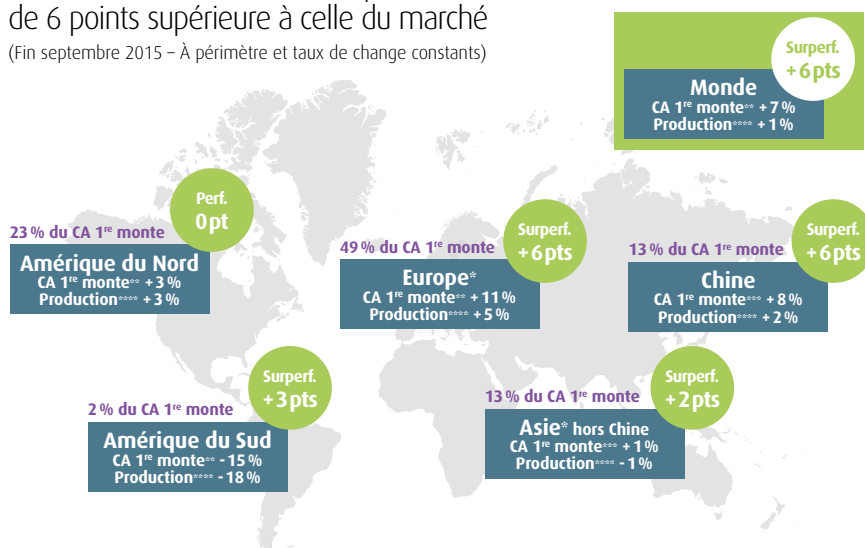 de 6 points supérieure à celle du marché
(Fin septembre 2015 – À périmètre et taux de change constants)
Surperf.
+ 6 pts
Monde
CA 1re monte** + 7 %
Production**** + 1 %
Perf.
0 pt
23 % du CA 1re monte
Amérique du Nord
CA 1re monte** + 3 %
Production**** + 3 %
Surperf.
+ 6 pts
49 % du CA 1re monte
Europe*
CA 1re monte** + 11 %
Production**** + 5 %
Surperf.
+ 6 pts
13 % du CA 1re monte
Chine
CA 1re monte*** + 8 %
Production**** + 2 %
Surperf.
+ 3 pts
2 % du CA 1re monte
Amérique du Sud
CA 1re monte** - 15 %
Production**** - 18 %
Surperf.
+ 2 pts
13 % du CA 1re monte
Asie* hors Chine
CA 1re monte*** + 1 %
Production**** - 1 %